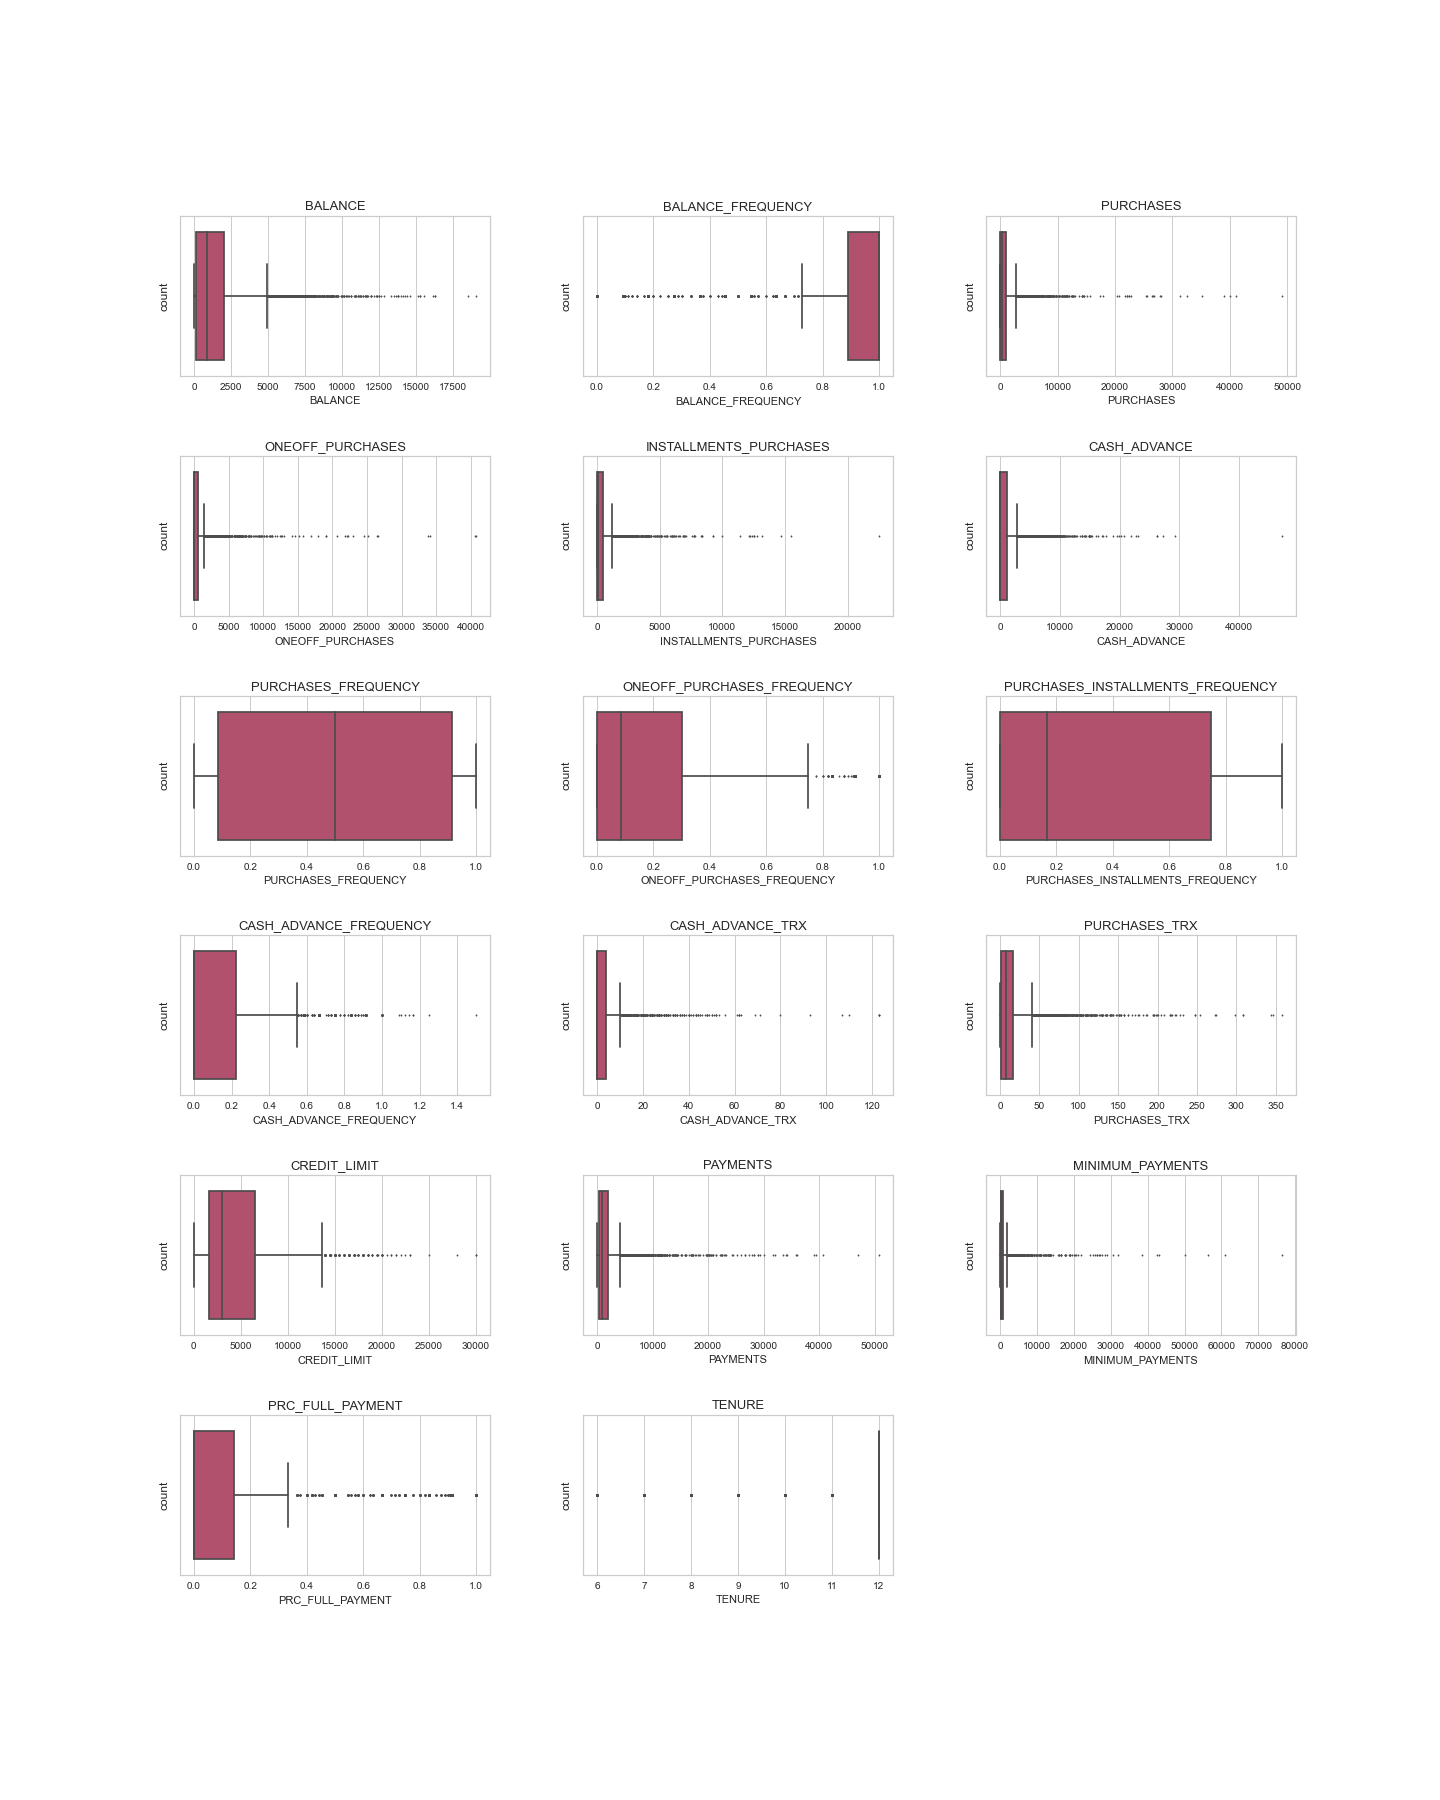 BALANCE
count
0 2500 5000 7500 10000 12500 15000 17500
BALANCE
BALANCE_FREQUENCY
count
0.0 0.2 0.4 0.6 0.8 1.0
BALANCE_FREQUENCY
PURCHASES
count
0 10000 20000 30000 40000 50000
PURCHASES
ONEOFF_PURCHASES
count
0 5000 10000 15000 20000 25000 30000 35000 40000
ONEOFF_PURCHASES
INSTALLMENTS_PURCHASES
count
0 5000 10000 15000 20000
INSTALLMENTS_PURCHASES
CASH_ADVANCE
count
0 10000 20000 30000 40000
CASH_ADVANCE
PURCHASES_FREQUENCY
count
0.0 0.2 0.4 0.6 0.8 1.0
PURCHASES_FREQUENCY
ONEOFF_PURCHASES_FREQUENCY
count
0.0 0.2 0.4 0.6 0.8 1.0
ONEOFF_PURCHASES_FREQUENCY
PURCHASES_INSTALLMENTS_FREQUENCY
count
0.0 0.2 0.4 0.6 0.8 1.0
PURCHASES_INSTALLMENTS_FREQUENCY
CASH_ADVANCE_FREQUENCY
count
0.0 0.2 0.4 0.6 0.8 1.0 1.2 1.4
CASH_ADVANCE_FREQUENCY
CASH_ADVANCE_TRX
count
0 20 40 60 80 100 120
CASH_ADVANCE_TRX
PURCHASES_TRX
count
0 50 100 150 200 250 300 350
PURCHASES_TRX
CREDIT_LIMIT
count
0 5000 10000 15000 20000 25000 30000
CREDIT_LIMIT
PAYMENTS
count
0 10000 20000 30000 40000 50000
PAYMENTS
MINIMUM_PAYMENTS
count
0 10000 20000 30000 40000 50000 60000 70000 80000
MINIMUM_PAYMENTS
PRC_FULL_PAYMENT
count
0.0 0.2 0.4 0.6 0.8 1.0
PRC_FULL_PAYMENT
TENURE
count
6 7 8 9 10 11 12
TENURE